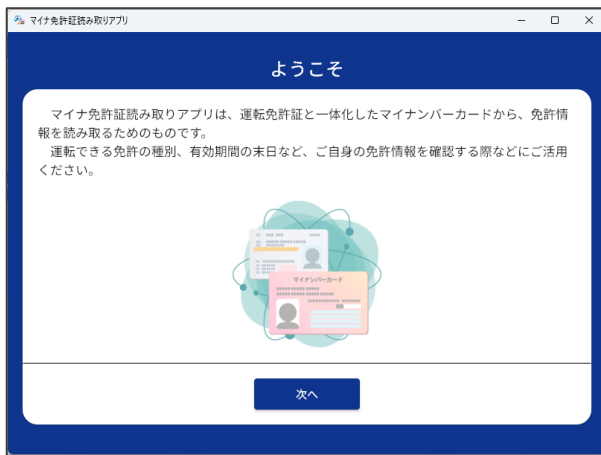 マイナ免許証読み取りアプリ
ようこそ
マイナ免許証読み取りアプリは、運転免許証と一体化したマイナンバーカードから、免許情
報を読み取るためのものです。
運転できる免許の種別、有効期間の末日など、ご自身の免許情報を確認する際などにご活用
ください。
マイナンバーカード
次へ